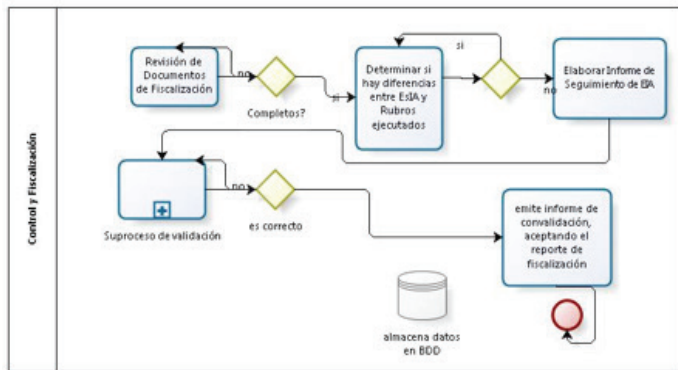 Control y Fiscalización
Revisión de
Documentos
de Fiscalización
no
Completos?
si
Determinar si
hay diferencias
entre EsIA y
Rubros
ejecutados
si
no
Elaborar Informe de
Seguimiento de EIA
Suproceso de validación
no
es correcto
emite informe de
convalidación,
aceptando el
reporte de
fiscalización
almacena datos
en BDD